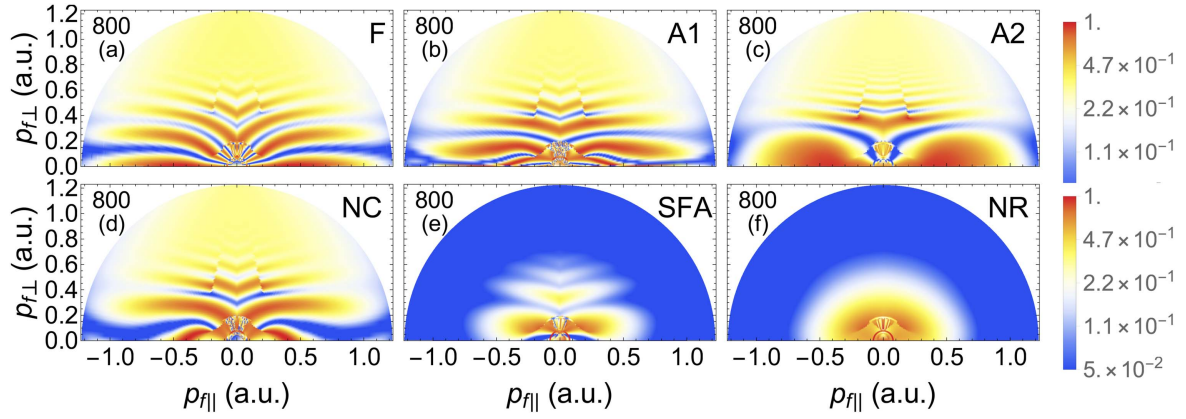 1.2 800 F 800 A1 800 A2 1.
(a) (b) (c)
1.0
0.8 4.7 × 10⁻¹
0.6
p_f⊥ (a.u.) 2.2 × 10⁻¹
0.4
0.2 1.1 × 10⁻¹
0.0
1.2 800 NC 800 SFA 800 NR 1.
(d) (e) (f)
1.0
0.8 4.7 × 10⁻¹
0.6
p_f⊥ (a.u.) 2.2 × 10⁻¹
0.4
0.2 1.1 × 10⁻¹
0.0 5. × 10⁻²
−1.0 −0.5 0.0 0.5 1.0 −1.0 −0.5 0.0 0.5 1.0 −1.0 −0.5 0.0 0.5 1.0
p_f|| (a.u.) p_f|| (a.u.) p_f|| (a.u.)